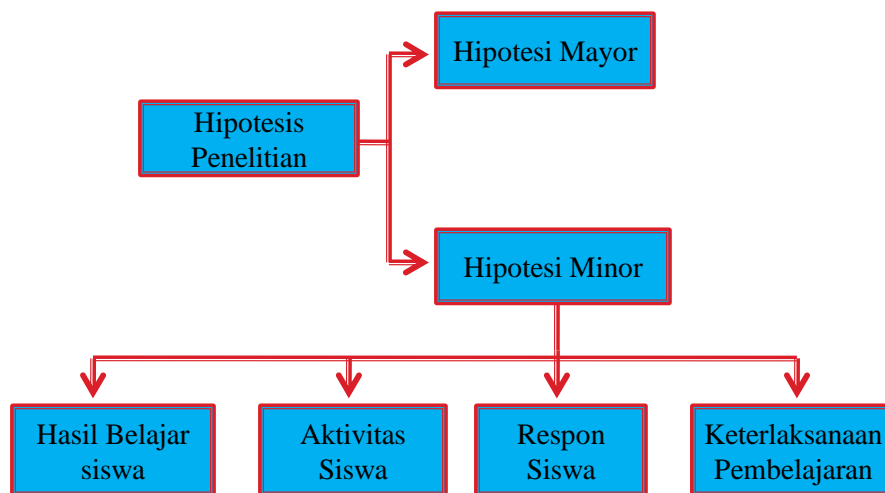 Hipotesi Mayor
Hipotesis
Penelitian
Hipotesi Minor
Hasil Belajar
siswa
Aktivitas
Siswa
Respon
Siswa
Keterlaksanaan
Pembelajaran